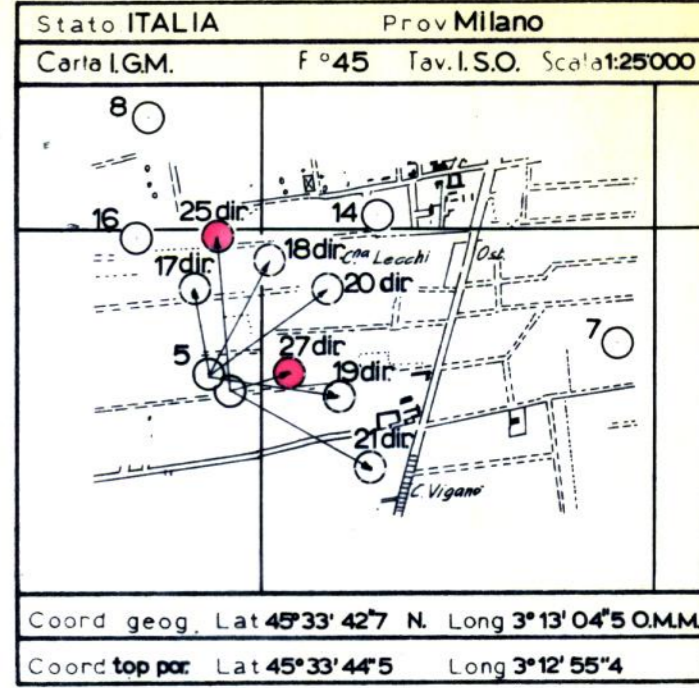 Stato ITALIA Prov Milano
Carta I.G.M. F° 45 Tav. I. S.O. Scala 1:25'000
8
16
25 dir.
14
17 dir.
18 dir.
Cna Lecchi
Ost.
20 dir
7
5
27 dir
19 dir.
21 dir
C. Viganò
Coord geog. Lat 45°33' 42"7 N. Long 3°13' 04"5 O.M.M.
Coord top por. Lat 45°33' 44"5 Long 3°12' 55"4